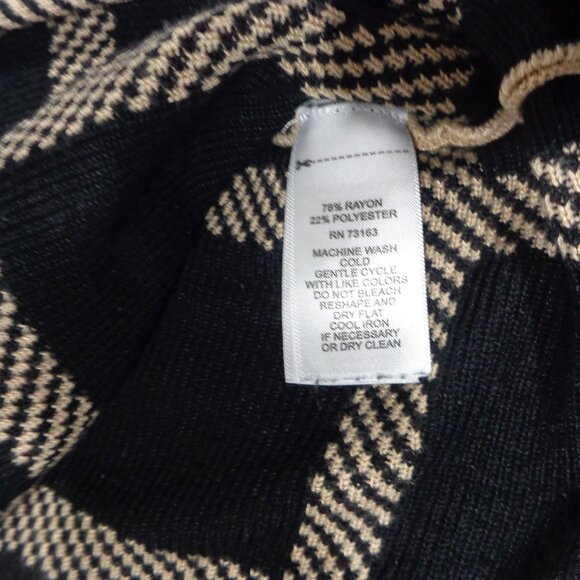 78% RAYON
22% POLYESTER
RN 73163
MACHINE WASH
COLD
GENTLE CYCLE
WITH LIKE COLORS
DO NOT BLEACH
RESHAPE AND
DRY FLAT
COOL IRON
IF NECESSARY
OR DRY CLEAN